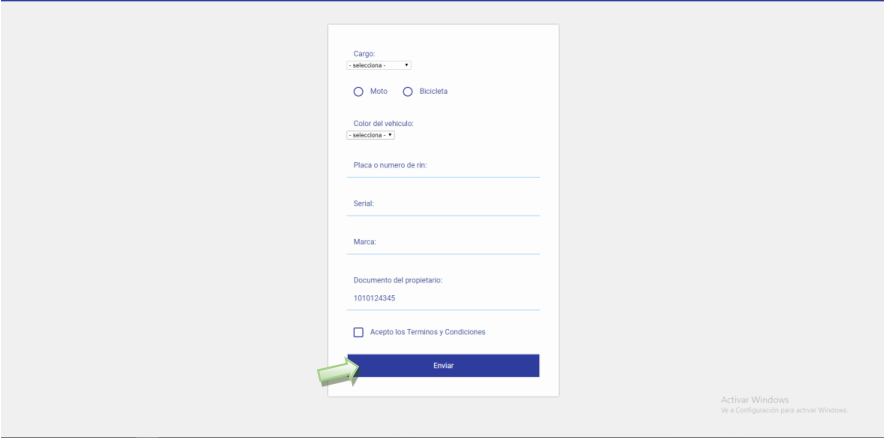 Cargo:
- selecciona -
Moto Bicicleta
Color del vehiculo:
- selecciona -
Placa o numero de rin:
Serial:
Marca:
Documento del propietario:
1010124345
Acepto los Terminos y Condiciones
Enviar
Activar Windows
Ve a Configuración para activar Windows.